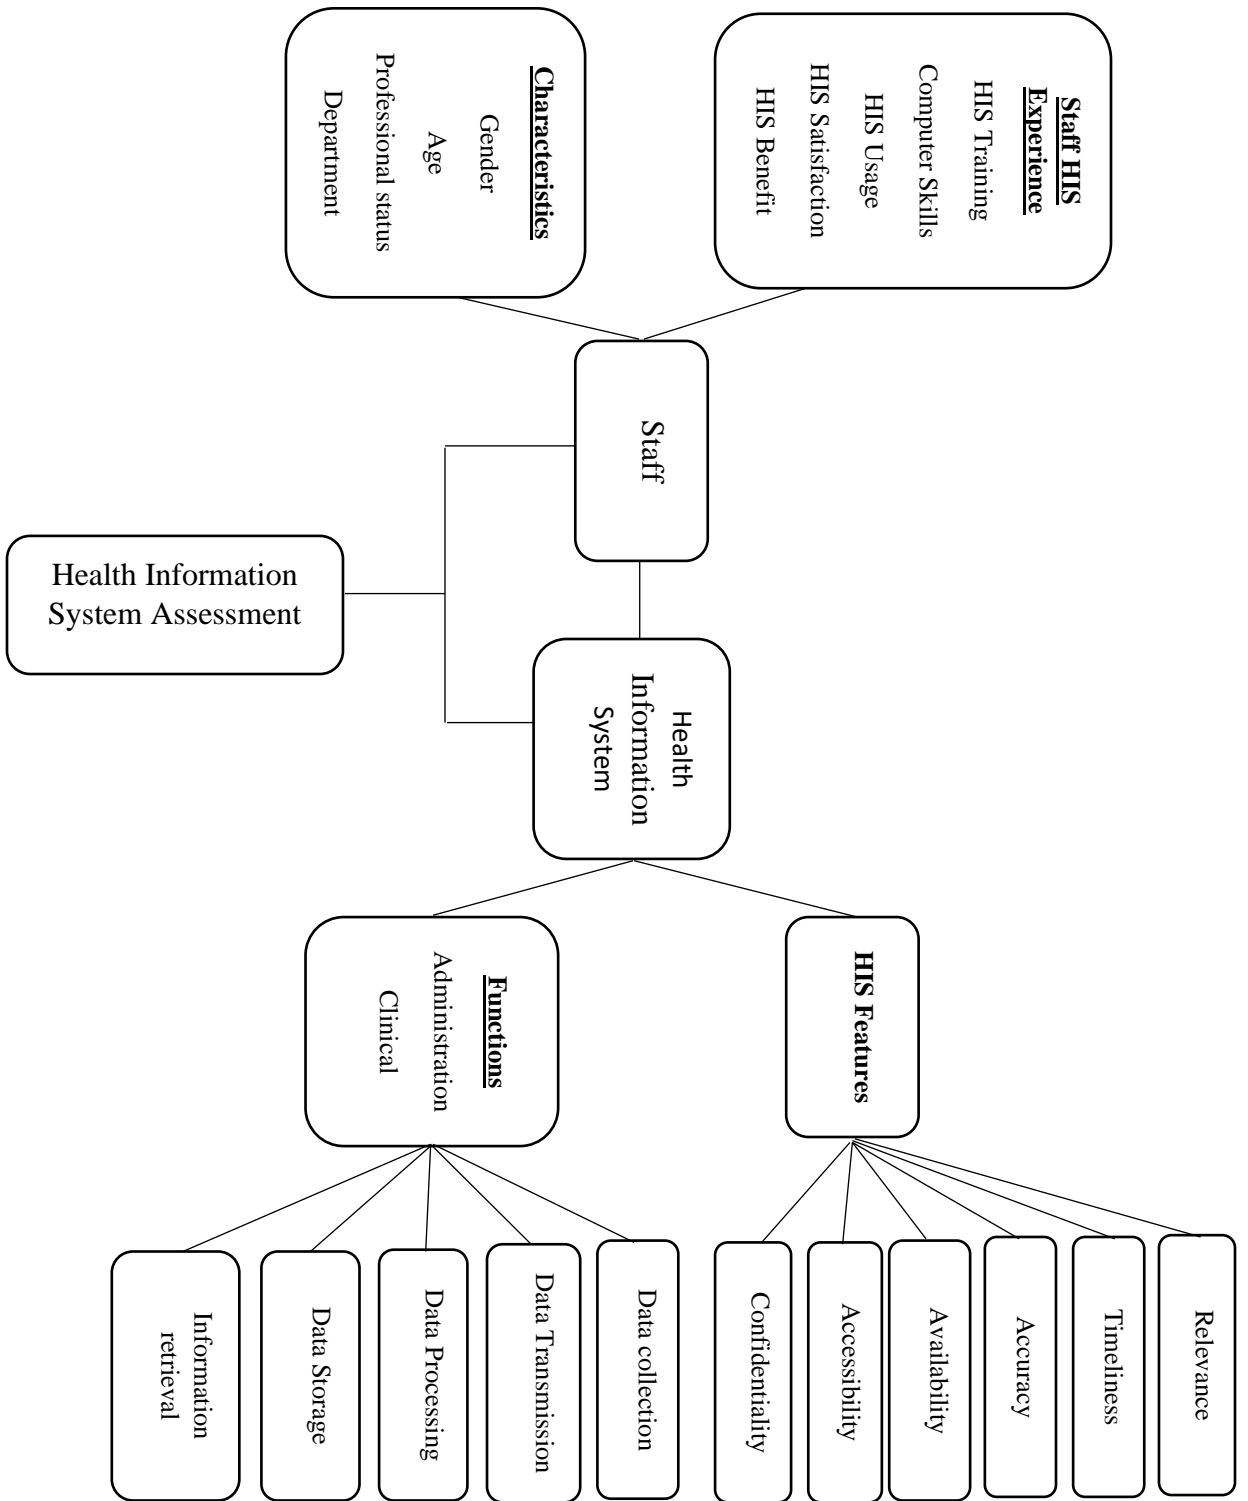 Staff HIS
Experience
HIS Training
Computer Skills
HIS Usage
HIS Satisfaction
HIS Benefit
Characteristics
Gender
Age
Professional status
Department
Staff
Health Information
System Assessment
Health
Information
System
HIS Features
Functions
Administration
Clinical
Relevance
Timeliness
Accuracy
Availability
Accessibility
Confidentiality
Data collection
Data Transmission
Data Processing
Data Storage
Information
retrieval